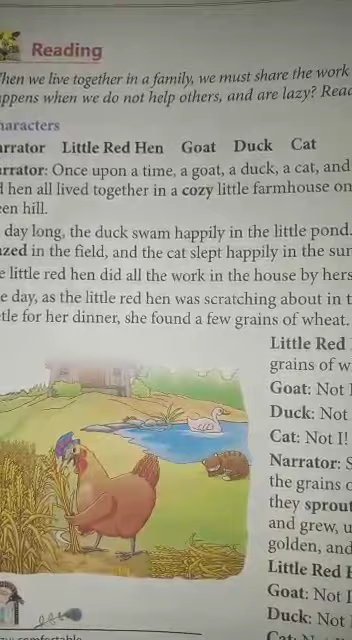 Reading
hen we live together in a family, we must share the work
ppens when we do not help others, and are lazy? Read
haracters
rrator Little Red Hen Goat Duck Cat
rrator: Once upon a time, a goat, a duck, a cat, and
d hen all lived together in a cozy little farmhouse on
en hill.
day long, the duck swam happily in the little pond.
zed in the field, and the cat slept happily in the sun
e little red hen did all the work in the house by hers
e day, as the little red hen was scratching about in t
tle for her dinner, she found a few grains of wheat.
Little Red
grains of w
Goat: Not I
Duck: Not
Cat: Not I!
Narrator: S
the grains o
they sprout
and grew, u
golden, and
Little Red H
Goat: Not I
Duck: Not
Cat: N
comfortable